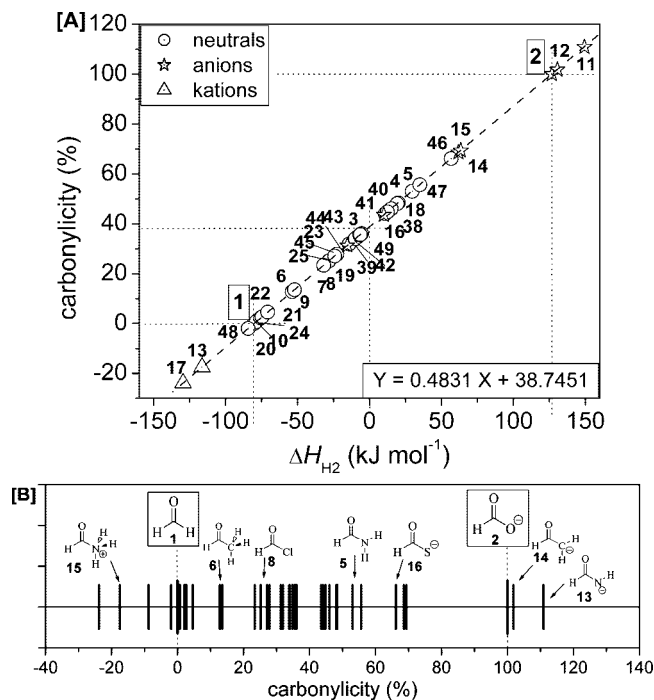 [A]
neutrals
anions
kations
carbonylicity (%)
120
100
80
60
40
20
0
-20
2
12
11
15
46
14
5
4
40
47
41
18
3
16
38
43
44
23
49
45
42
25
39
19
8
7
6
22
9
1
21
48
24
10
20
13
17
Y = 0.4831 X + 38.7451
-150
-100
-50
0
50
100
150
ΔH_H2 (kJ mol⁻¹)
[B]
O
H
N
H
H
H
⊕
15
O
H
H
1
O
H
C
H
H
H
6
O
H
Cl
8
O
H
N
H
H
5
O
H
S
⊖
16
O
H
O
⊖
2
O
H
C
H
H
⊖
14
O
H
N
H
⊖
13
-40
-20
0
20
40
60
80
100
120
140
carbonylicity (%)